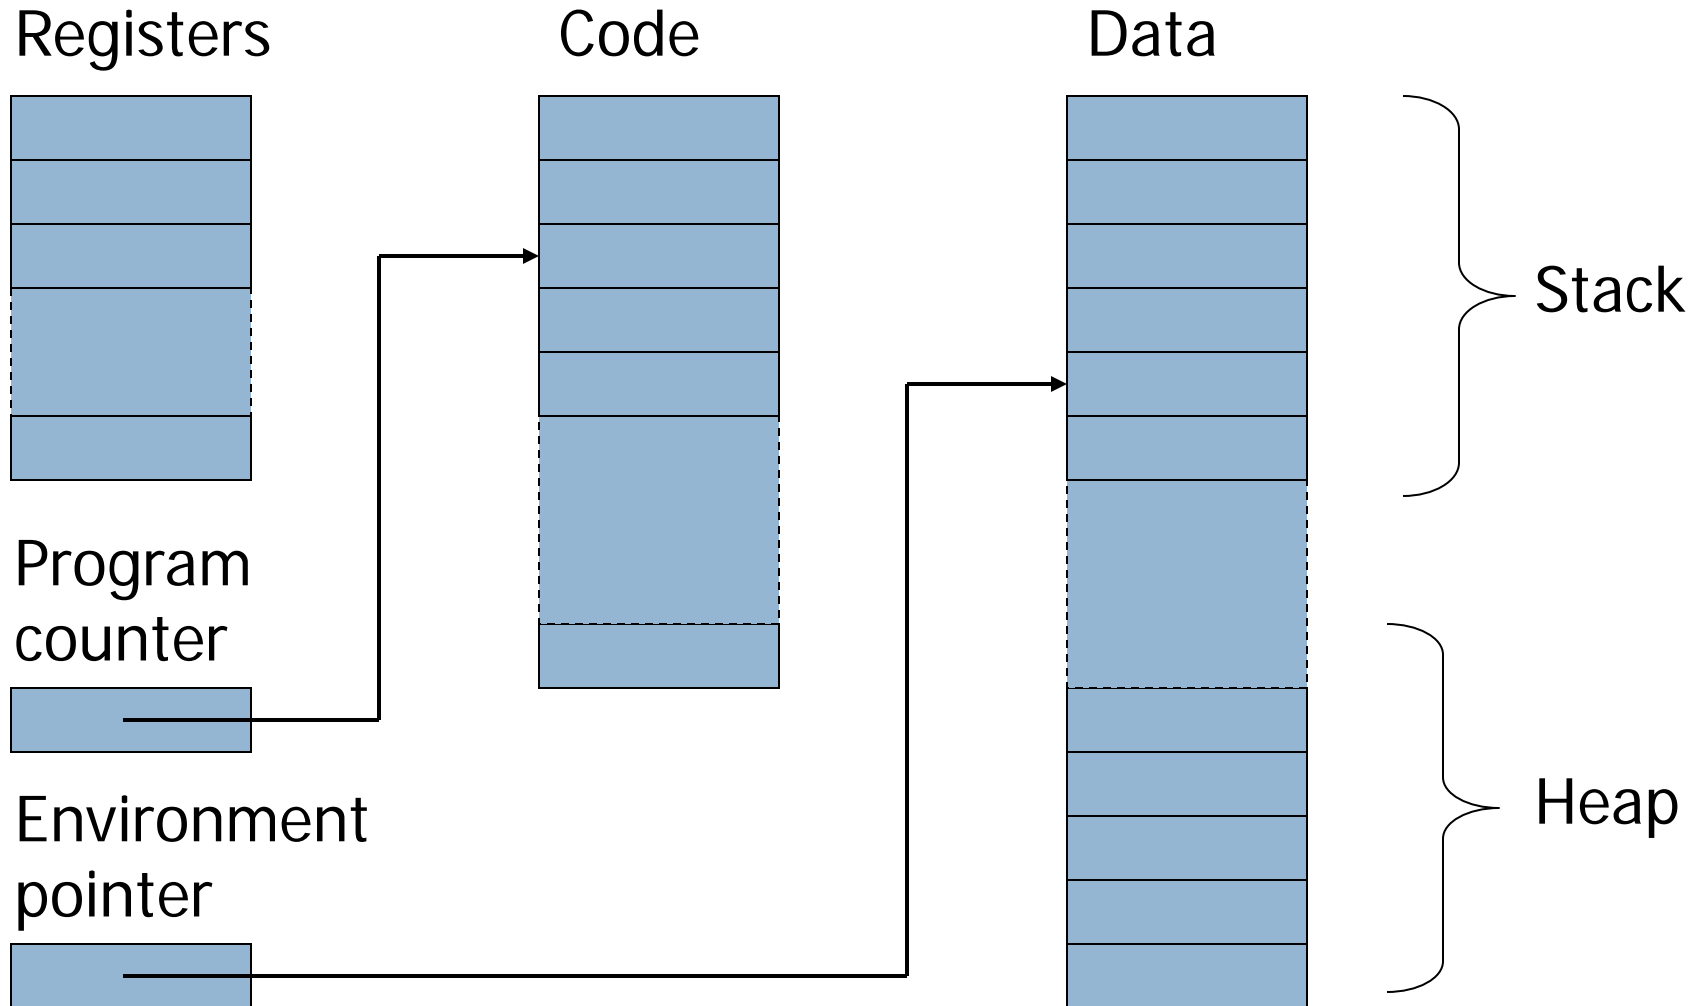 Registers
Code
Data
Stack
Program
counter
Environment
pointer
Heap